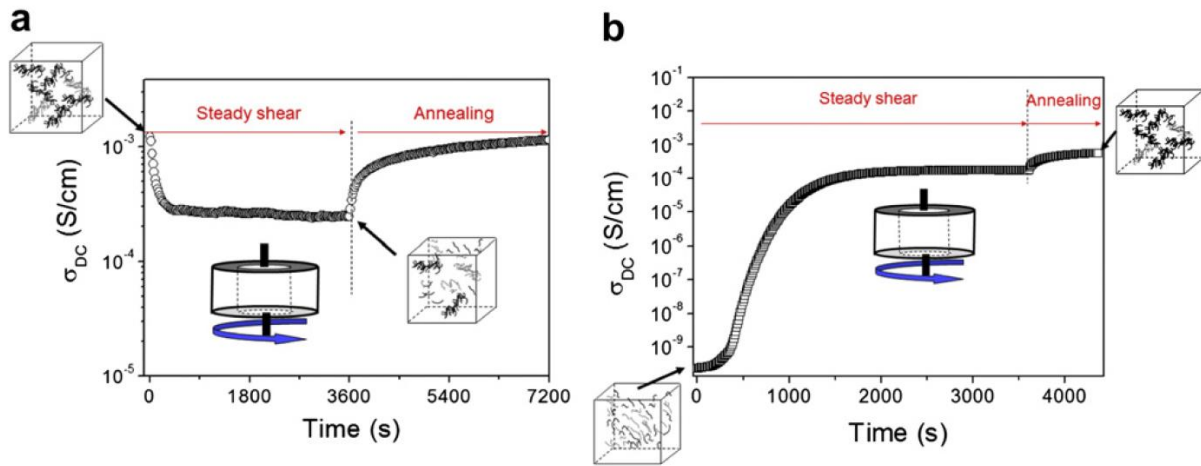 a
Steady shear Annealing
10⁻³
10⁻⁴
10⁻⁵
σ_DC (S/cm)
0 1800 3600 5400 7200
Time (s)
b
Steady shear Annealing
10⁻¹
10⁻²
10⁻³
10⁻⁴
10⁻⁵
10⁻⁶
10⁻⁷
10⁻⁸
10⁻⁹
σ_DC (S/cm)
0 1000 2000 3000 4000
Time (s)